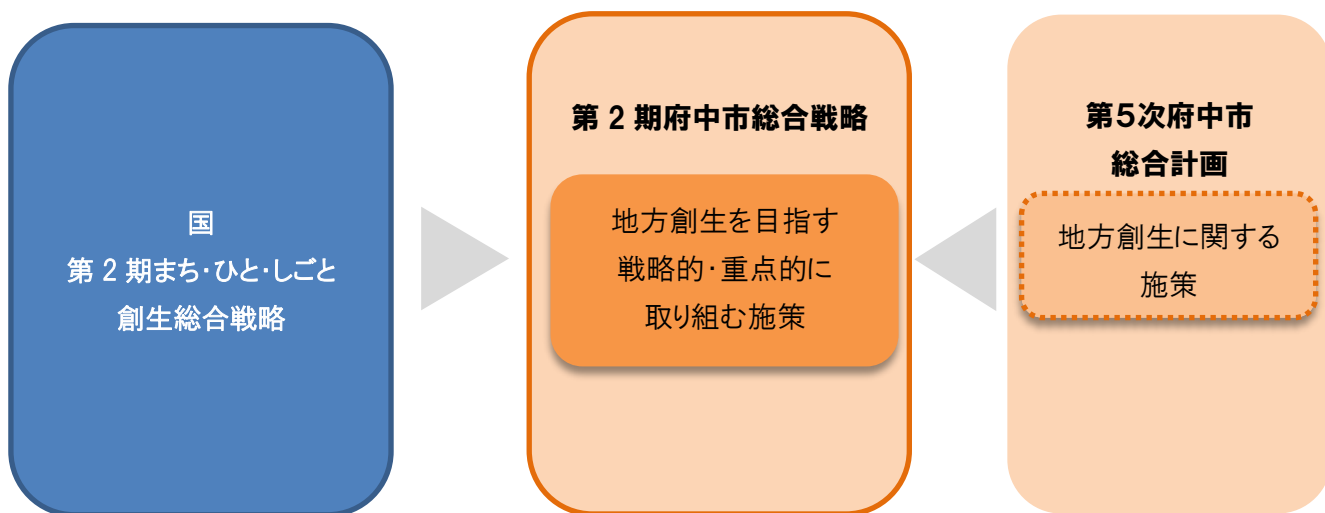 国
第2期まち・ひと・しごと
創生総合戦略
第2期府中市総合戦略
地方創生を目指す
戦略的・重点的に
取り組む施策
第5次府中市
総合計画
地方創生に関する
施策